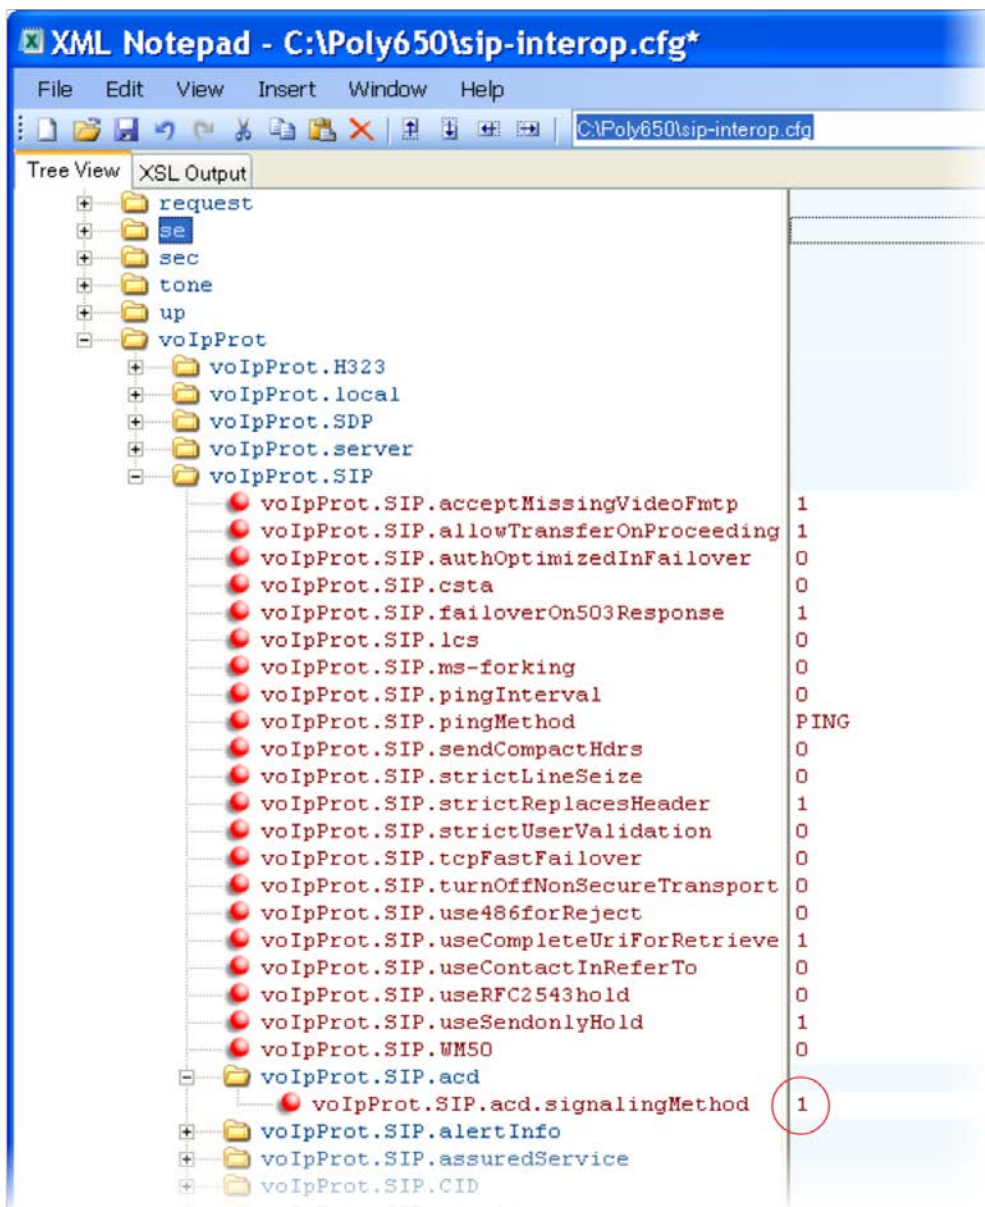 XML Notepad - C:\Poly650\sip-interop.cfg*
File Edit View Insert Window Help
C:\Poly650\sip-interop.cfg
Tree View XSL Output
request
se
sec
tone
up
voIpProt
voIpProt.H323
voIpProt.local
voIpProt.SDP
voIpProt.server
voIpProt.SIP
voIpProt.SIP.acceptMissingVideoFmtp 1
voIpProt.SIP.allowTransferOnProceeding 1
voIpProt.SIP.authOptimizedInFailover 0
voIpProt.SIP.csta 0
voIpProt.SIP.failoverOn503Response 1
voIpProt.SIP.lcs 0
voIpProt.SIP.ms-forking 0
voIpProt.SIP.pingInterval 0
voIpProt.SIP.pingMethod PING
voIpProt.SIP.sendCompactHdrs 0
voIpProt.SIP.strictLineSeize 0
voIpProt.SIP.strictReplacesHeader 1
voIpProt.SIP.strictUserValidation 0
voIpProt.SIP.tcpFastFailover 0
voIpProt.SIP.turnOffNonSecureTransport 0
voIpProt.SIP.use486forReject 0
voIpProt.SIP.useCompleteUriForRetrieve 1
voIpProt.SIP.useContactInReferTo 0
voIpProt.SIP.useRFC2543hold 0
voIpProt.SIP.useSendonlyHold 1
voIpProt.SIP.WM50 0
voIpProt.SIP.acd
voIpProt.SIP.acd.signalingMethod 1
voIpProt.SIP.alertInfo
voIpProt.SIP.assuredService
voIpProt.SIP.CID